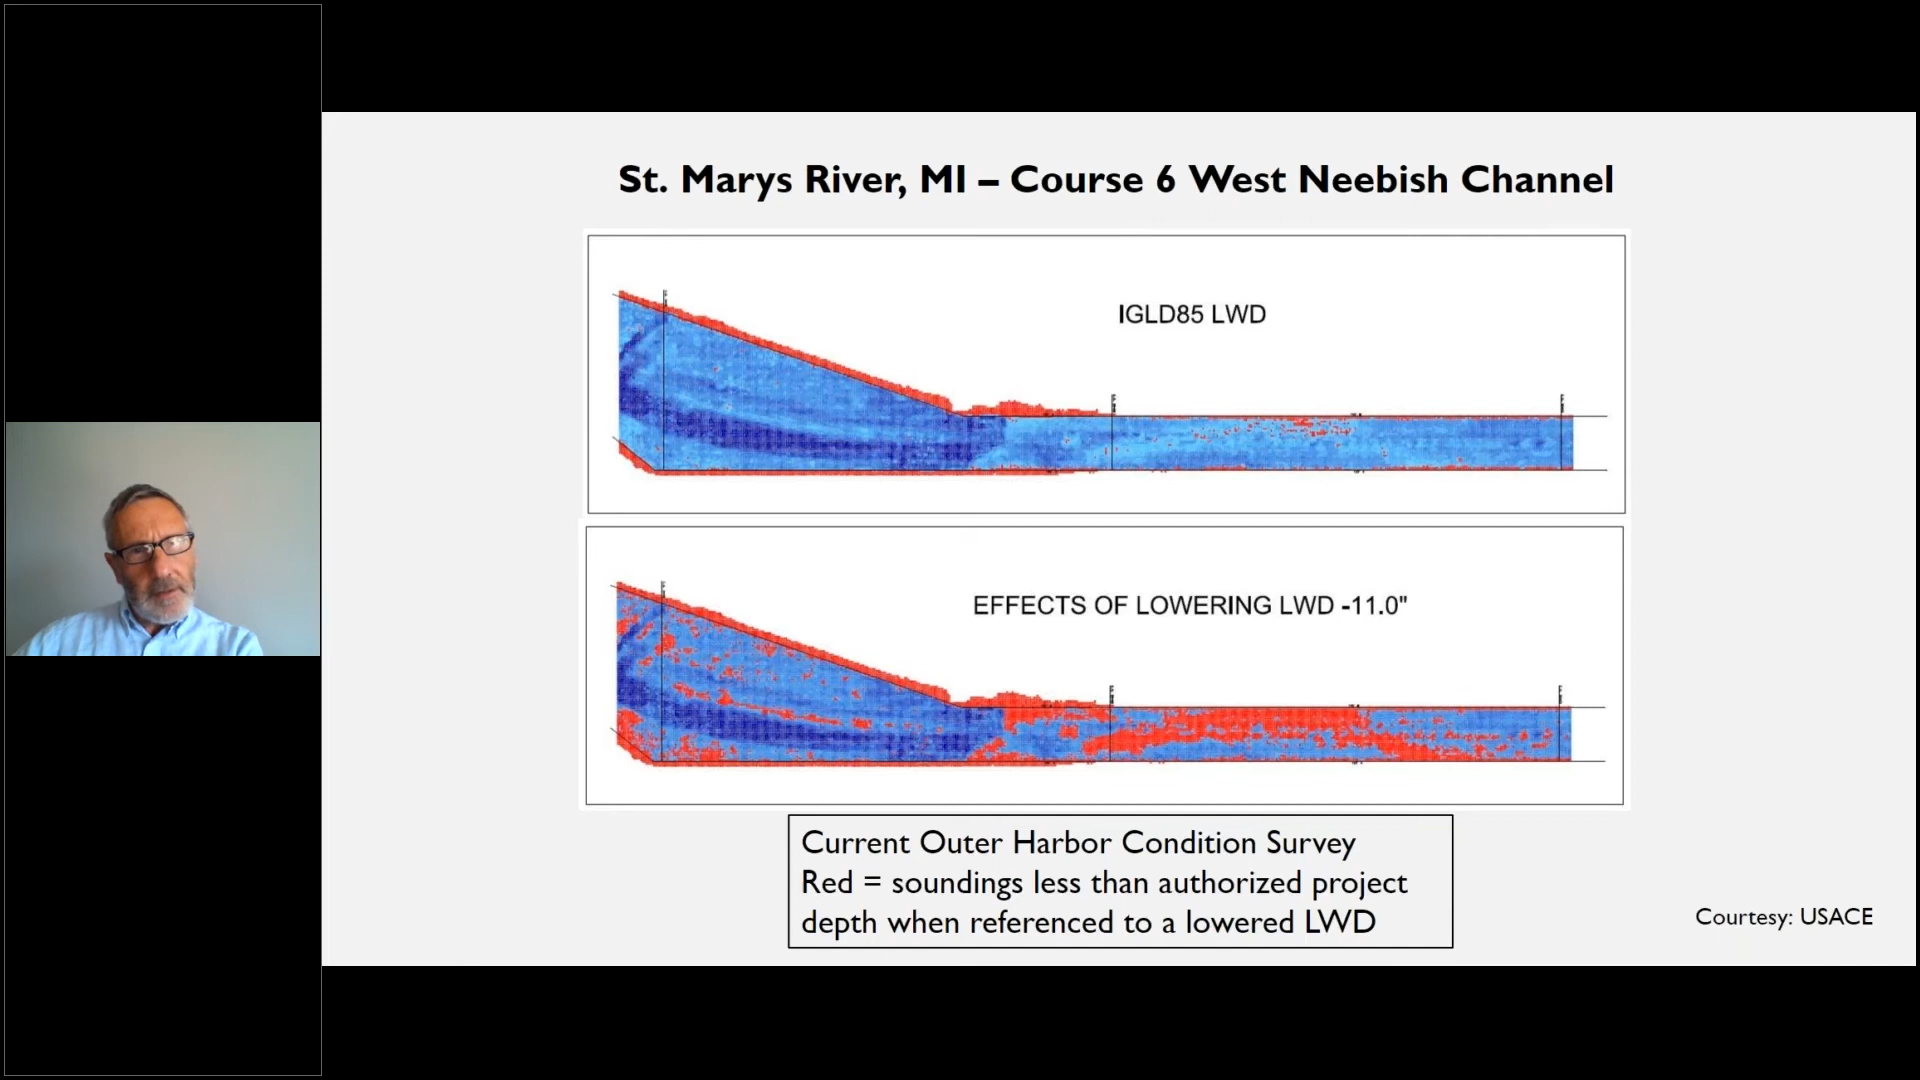 St. Marys River, MI – Course 6 West Neebish Channel
IGLD85 LWD
EFFECTS OF LOWERING LWD -11.0"
Current Outer Harbor Condition Survey
Red = soundings less than authorized project
depth when referenced to a lowered LWD
Courtesy: USACE